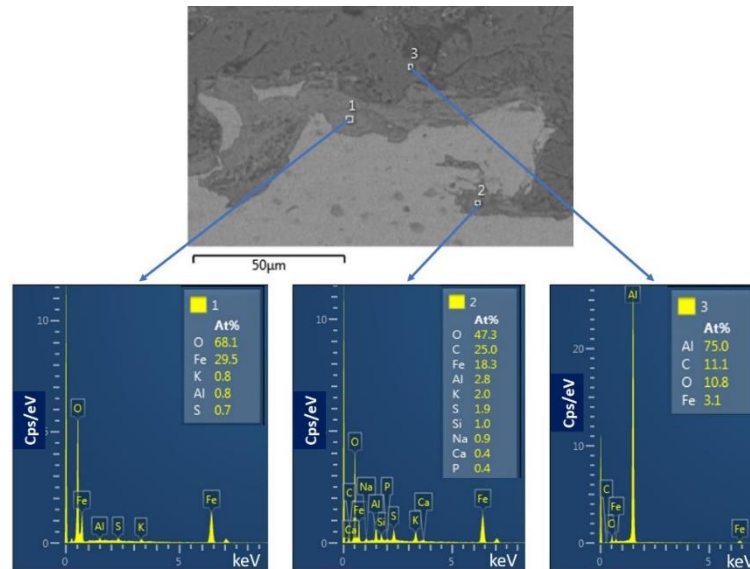 3
1
2
50µm
1
At%
O 68.1
Fe 29.5
K 0.8
Al 0.8
S 0.7
10
5
Cps/eV
O
Fe
Al
S
K
Fe
0
5
keV
2
At%
O 47.3
C 25.0
Fe 18.3
Al 2.8
K 2.0
S 1.9
Si 1.0
Na 0.9
Ca 0.4
P 0.4
10
5
Cps/eV
O
Na
P
C
Fe
Al
Ca
Si
S
K
Ca
Fe
0
5
keV
3
At%
Al 75.0
C 11.1
O 10.8
Fe 3.1
20
10
Cps/eV
Al
C
Fe
O
Fe
0
5
keV